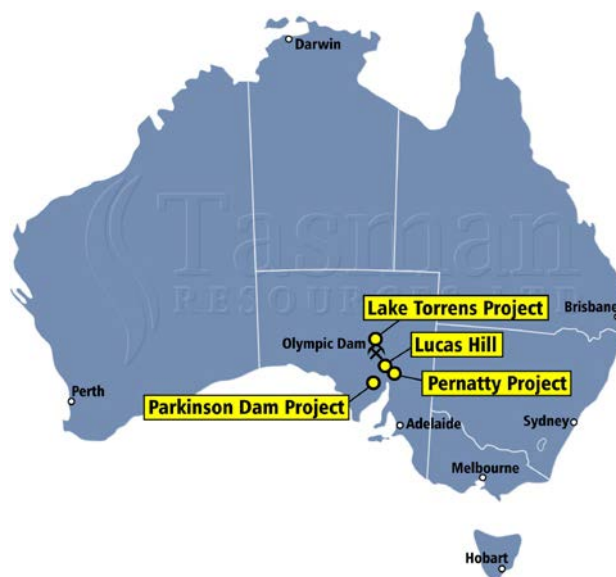 Darwin
Tasman
RESOURCES LTD
Lake Torrens Project
Brisbane
Olympic Dam
Lucas Hill
Pernatty Project
Perth
Parkinson Dam Project
Adelaide
Sydney
Melbourne
Hobart